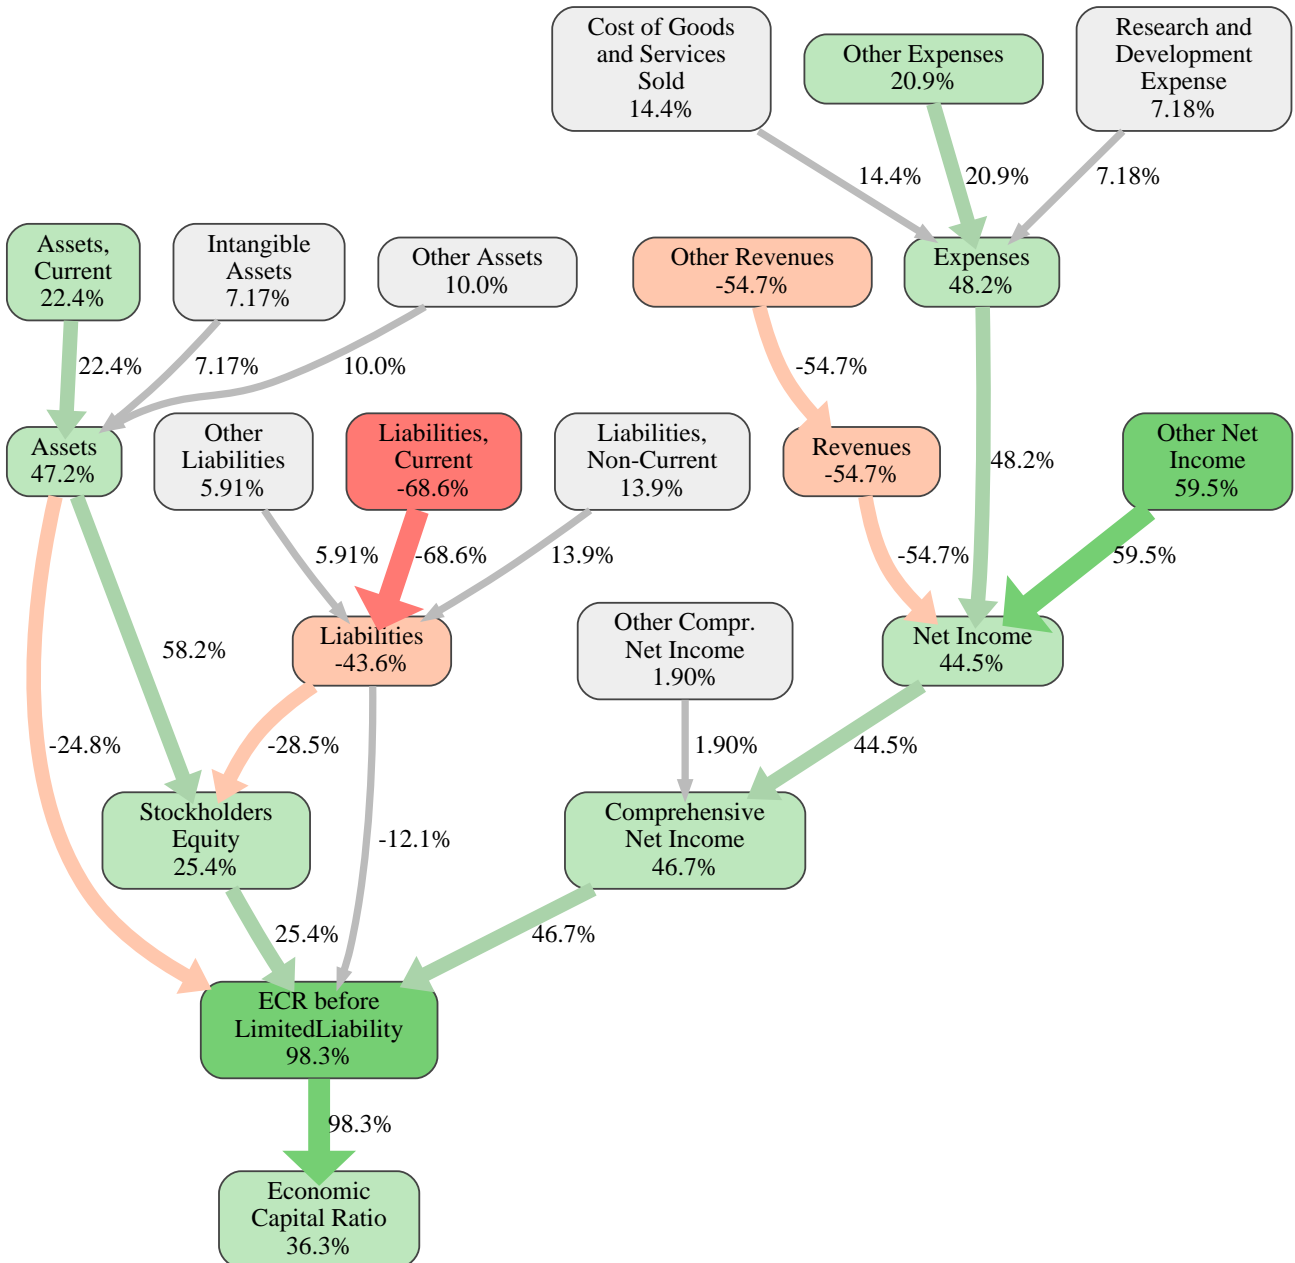 Cost of Goods
and Services
Sold
14.4%
Other Expenses
20.9%
Research and
Development
Expense
7.18%
14.4%
20.9%
7.18%
Assets,
Current
22.4%
Intangible
Assets
7.17%
Other Assets
10.0%
Other Revenues
-54.7%
Expenses
48.2%
22.4%
7.17%
10.0%
-54.7%
Assets
47.2%
Other
Liabilities
5.91%
Liabilities,
Current
-68.6%
Liabilities,
Non-Current
13.9%
Revenues
-54.7%
48.2%
Other Net
Income
59.5%
5.91%
-68.6%
13.9%
-54.7%
59.5%
58.2%
Liabilities
-43.6%
Other Compr.
Net Income
1.90%
Net Income
44.5%
-24.8%
-28.5%
1.90%
44.5%
Stockholders
Equity
25.4%
-12.1%
Comprehensive
Net Income
46.7%
25.4%
46.7%
ECR before
LimitedLiability
98.3%
98.3%
Economic
Capital Ratio
36.3%